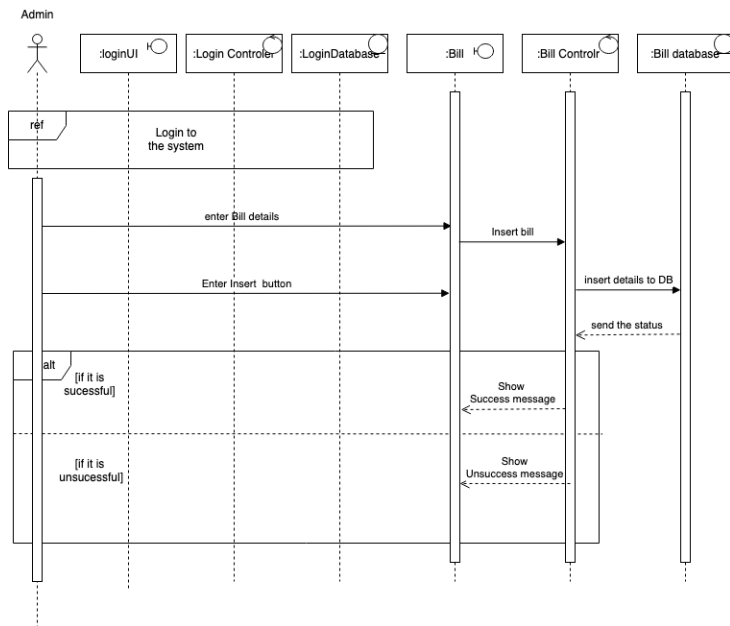 Admin
:loginUI
:Login Controler
:LoginDatabase
:Bill
:Bill Controlr
:Bill database
ref
Login to
the system
enter Bill details
Insert bill
Enter Insert button
insert details to DB
send the status
alt
[if it is
sucessful]
Show
Success message
[if it is
unsucessful]
Show
Unsuccess message